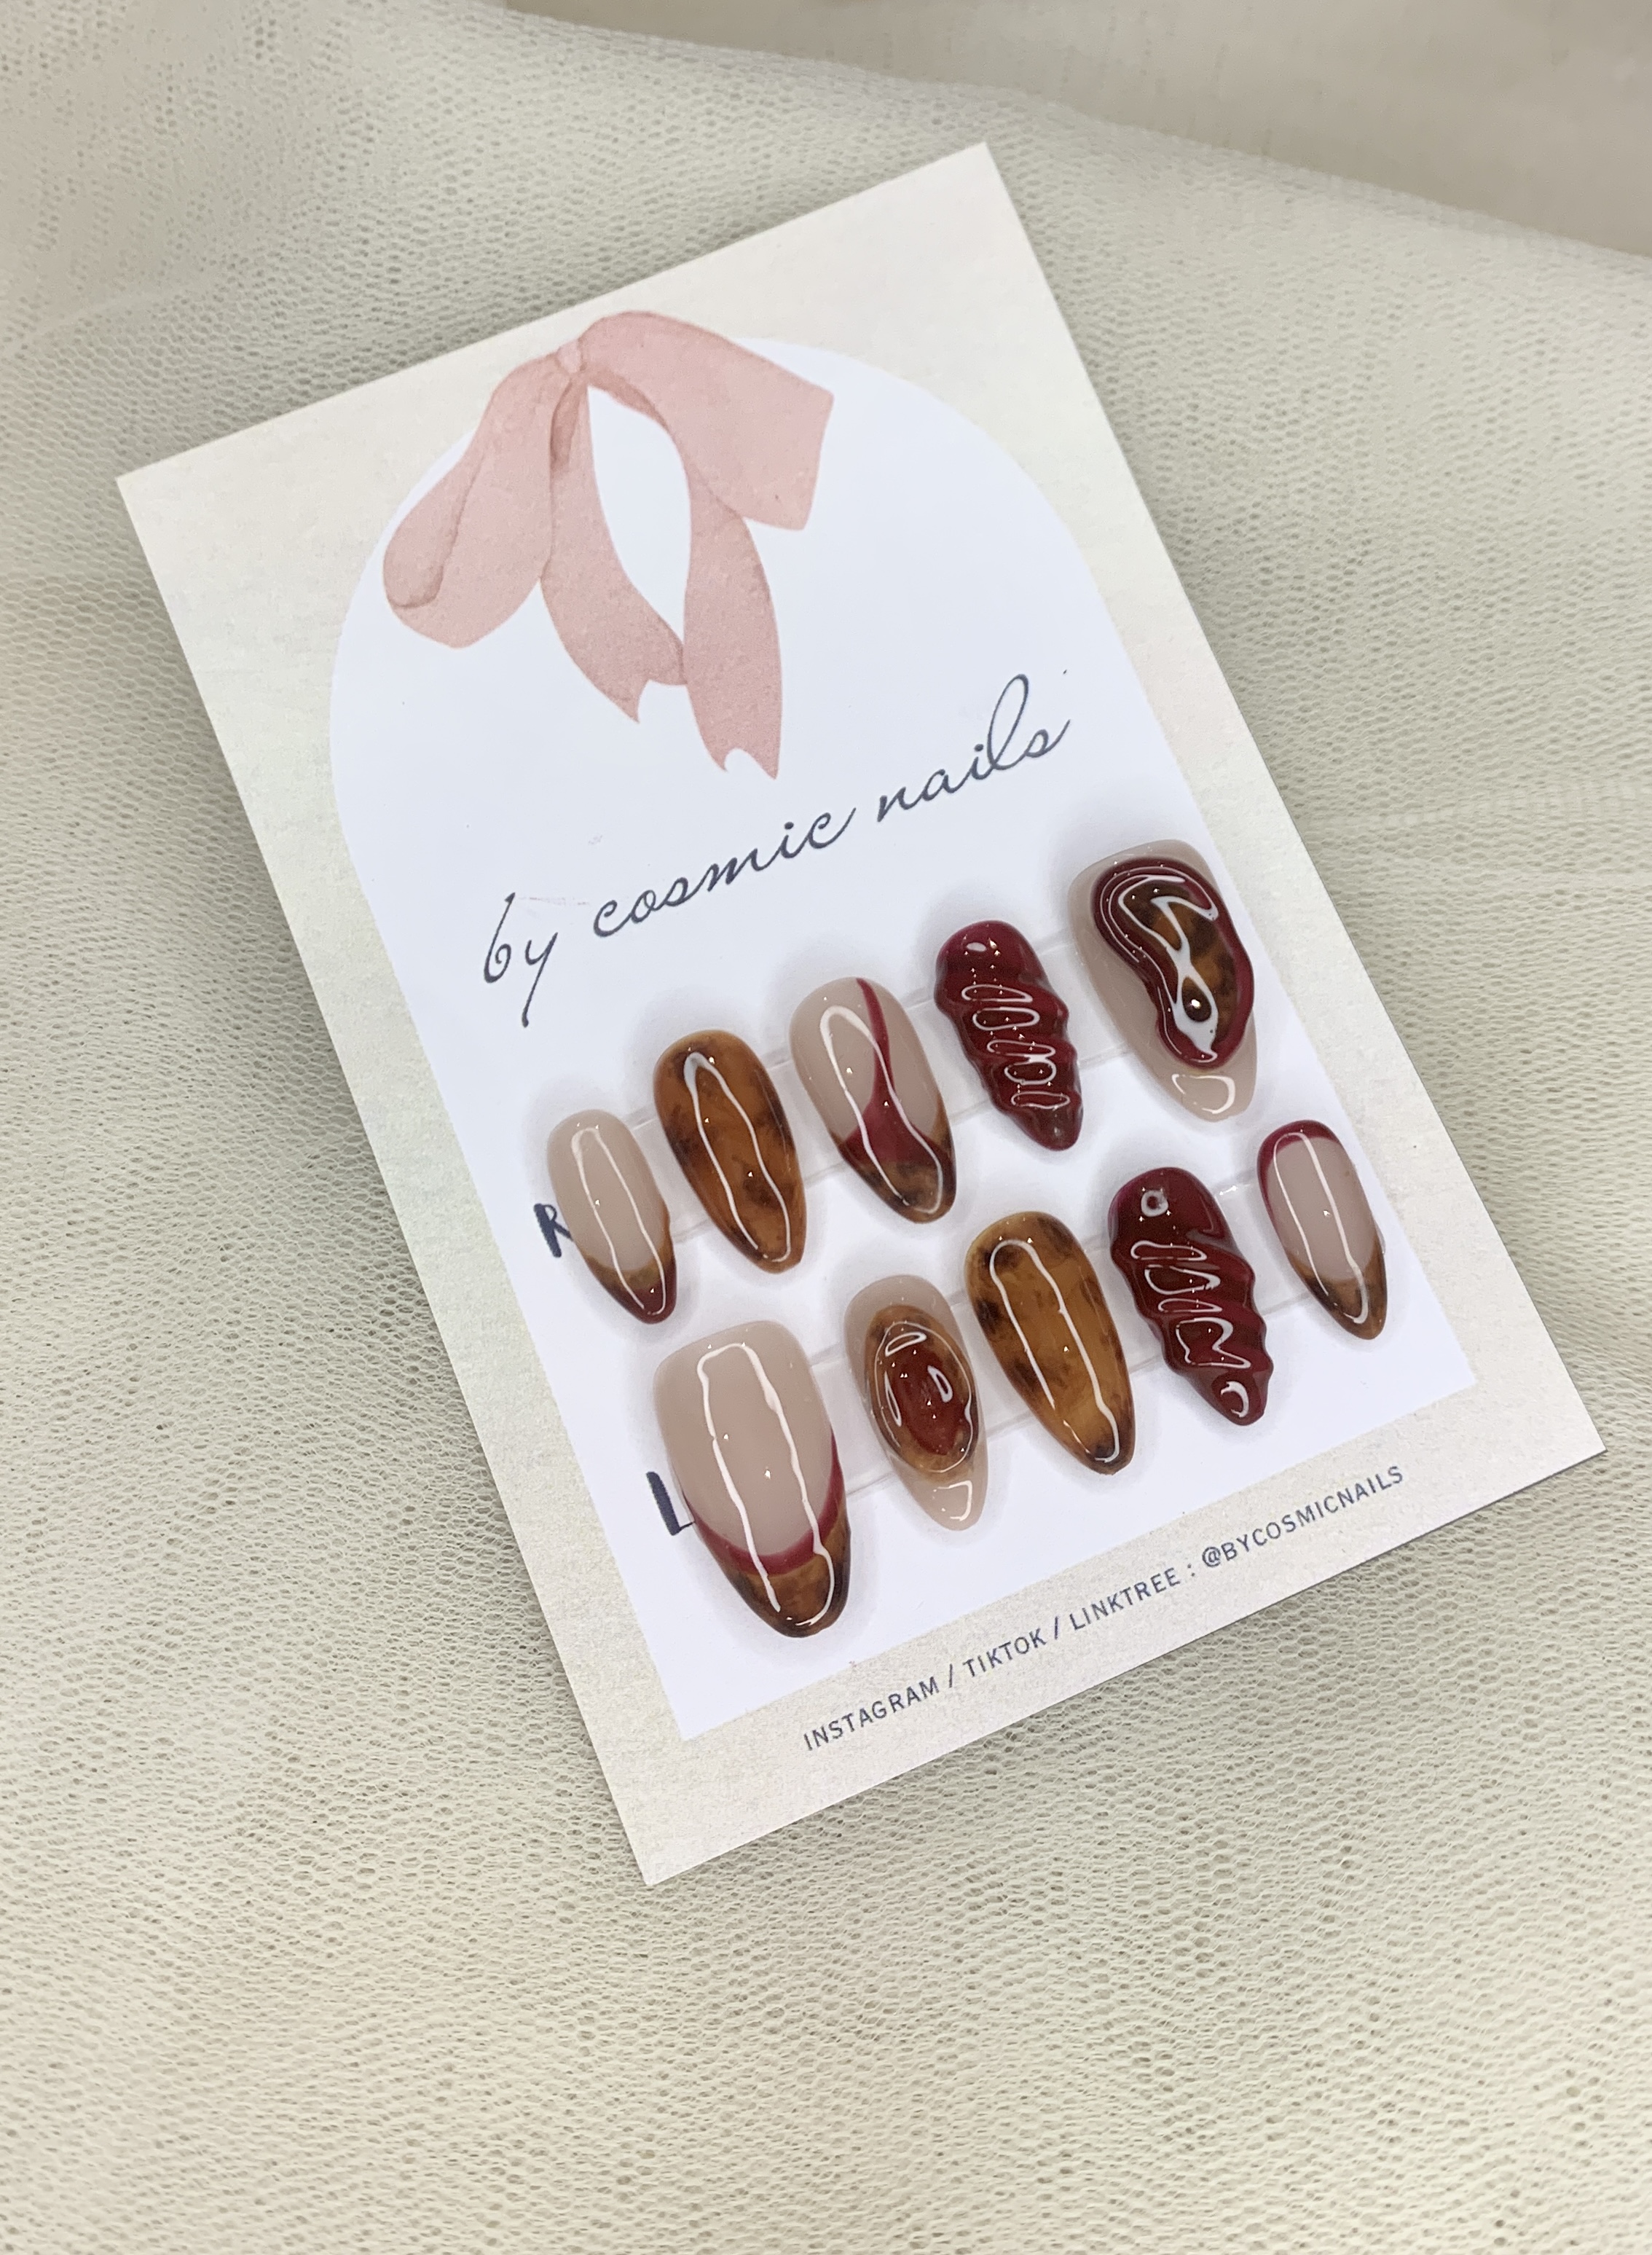 by cosmic nails
R
L
INSTAGRAM / TIKTOK / LINKTREE : @BYCOSMICNAILS